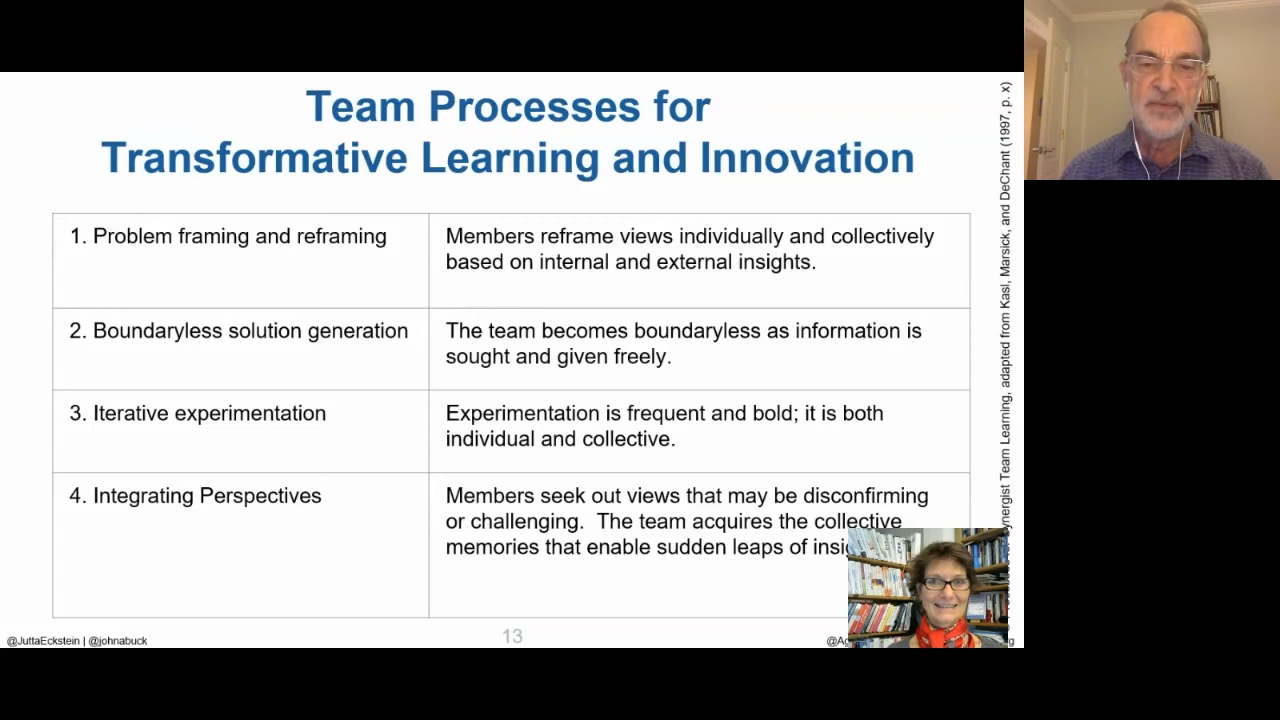 Team Processes for
Transformative Learning and Innovation
1. Problem framing and reframing
Members reframe views individually and collectively
based on internal and external insights.
2. Boundaryless solution generation
The team becomes boundaryless as information is
sought and given freely.
3. Iterative experimentation
Experimentation is frequent and bold; it is both
individual and collective.
4. Integrating Perspectives
Members seek out views that may be disconfirming
or challenging. The team acquires the collective
memories that enable sudden leaps of
@JuttaEckstein | @johnabuck
13
Team Learning, adapted from Kasl, Marsick, and DeChant (1997, p. x)